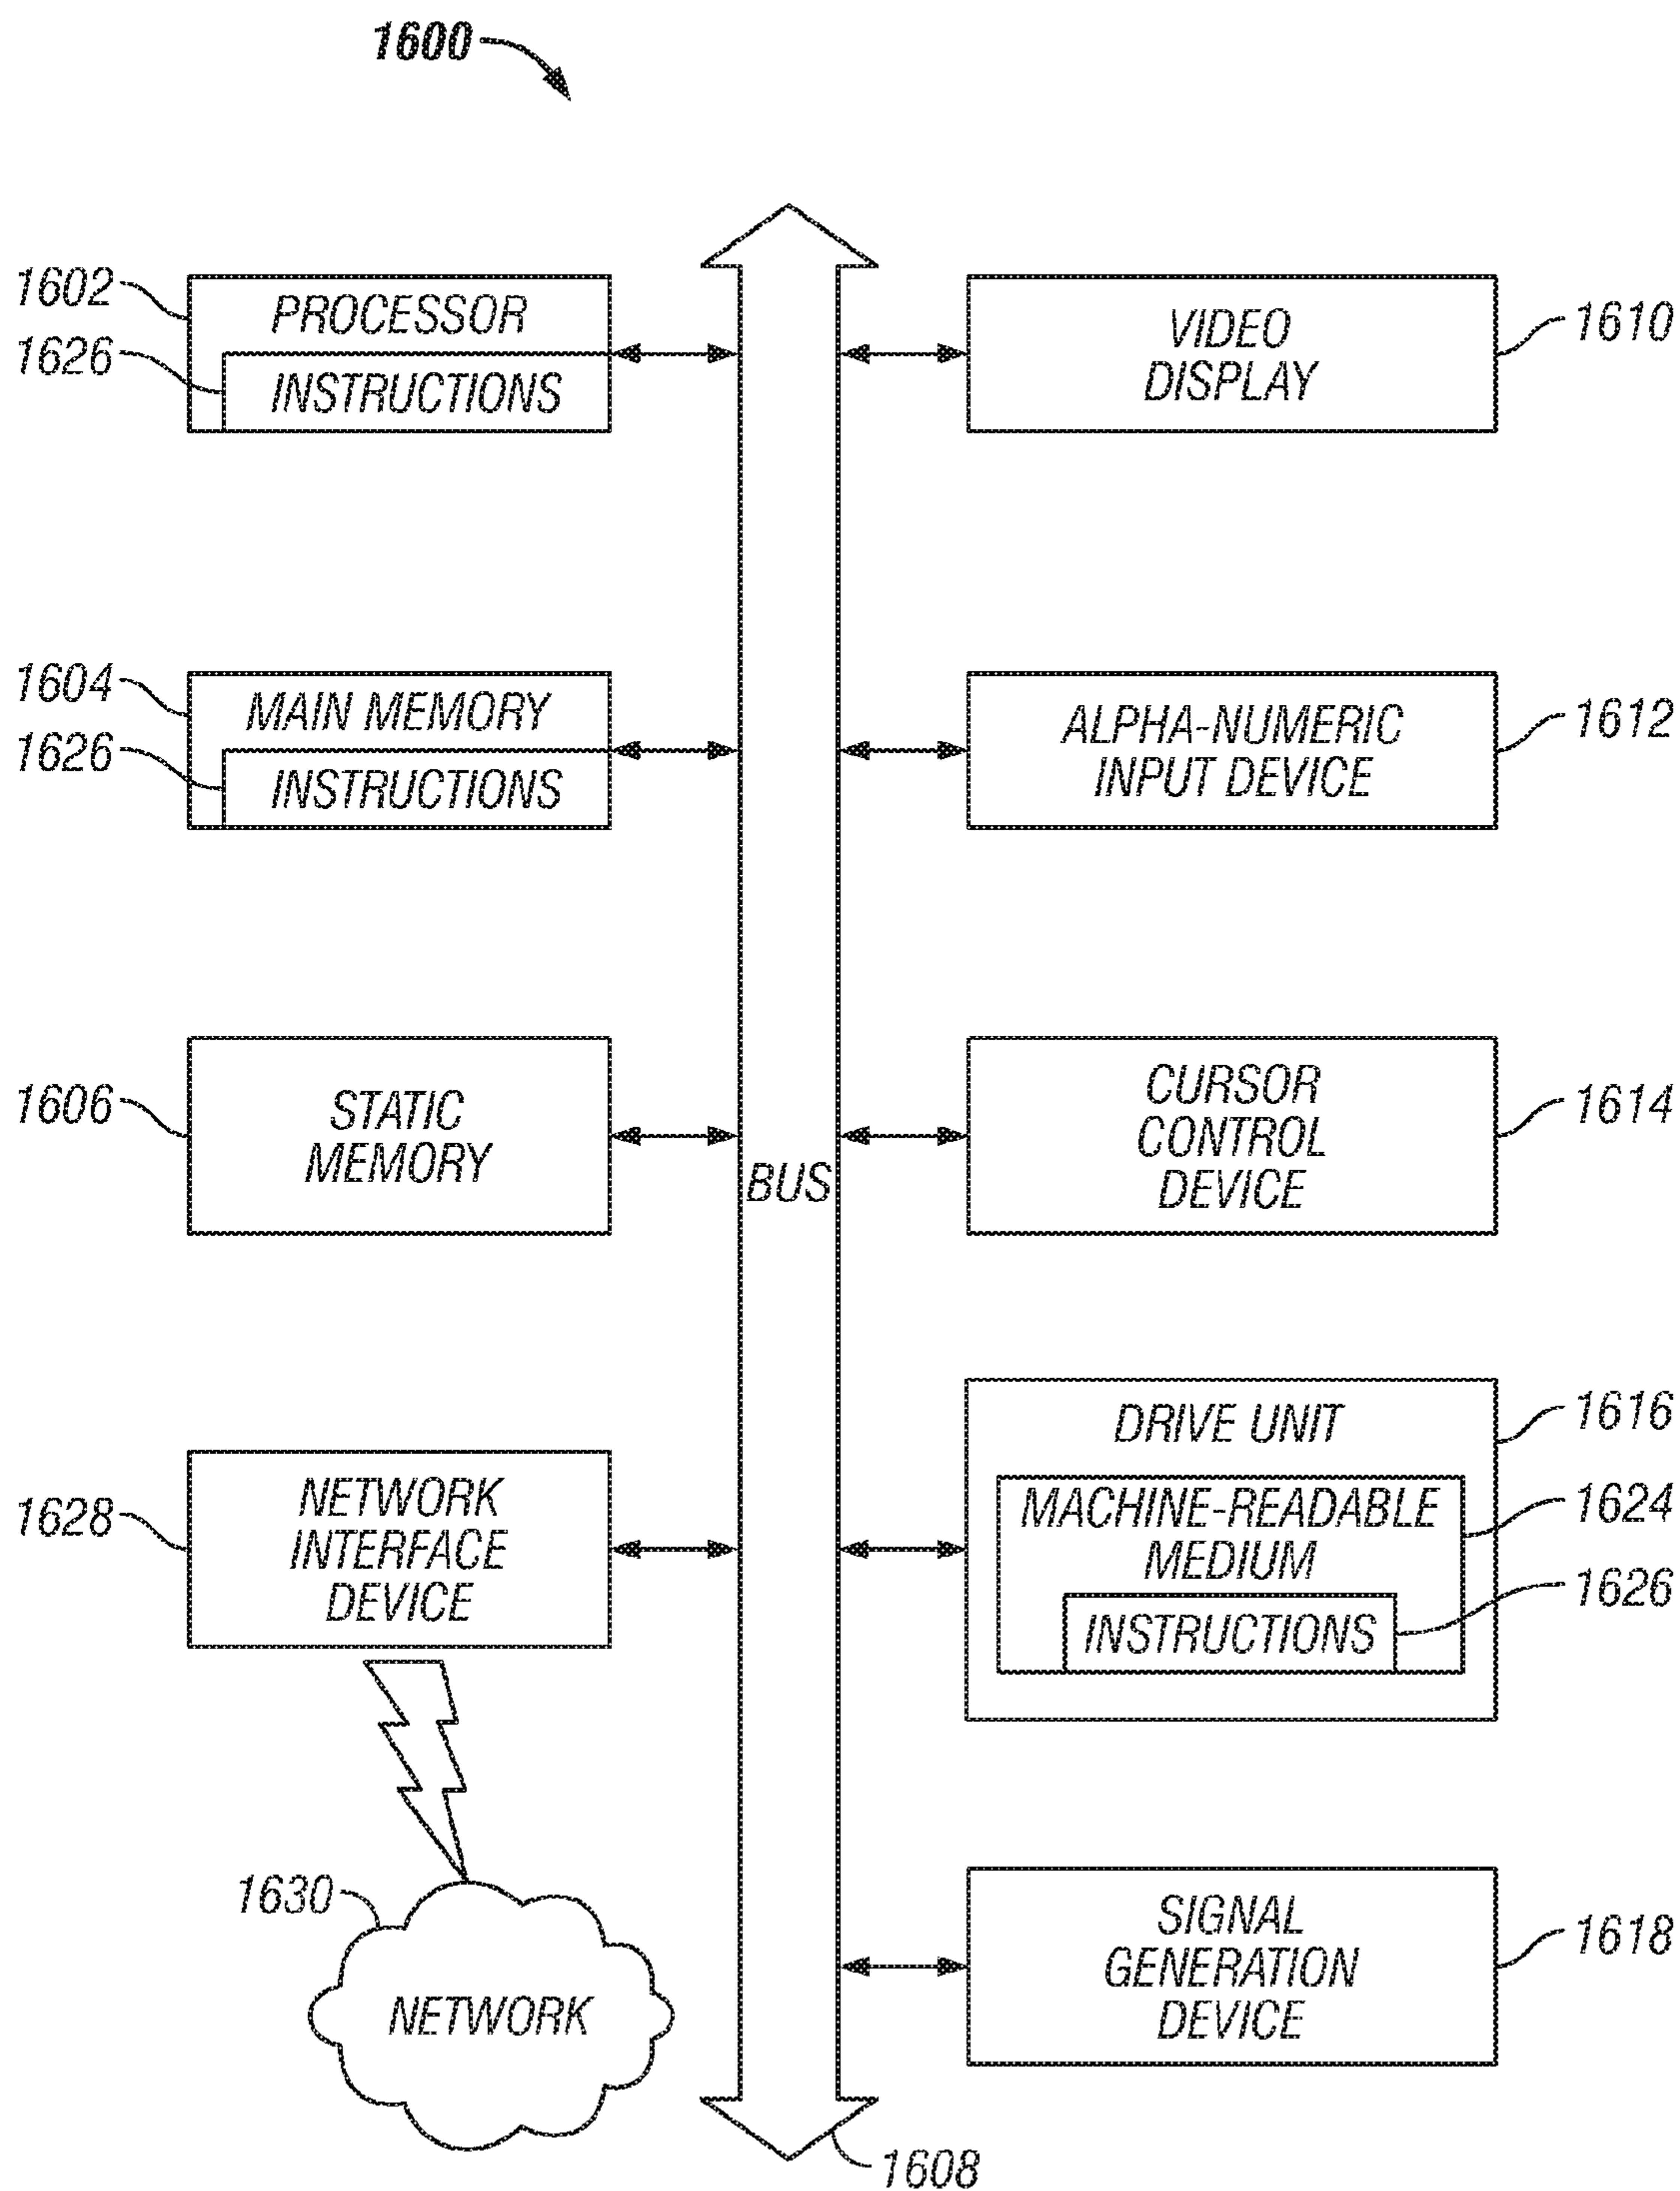 1600
1602
PROCESSOR
1626
INSTRUCTIONS
VIDEO
DISPLAY
1610
1604
MAIN MEMORY
1626
INSTRUCTIONS
ALPHA-NUMERIC
INPUT DEVICE
1612
1606
STATIC
MEMORY
BUS
CURSOR
CONTROL
DEVICE
1614
1628
NETWORK
INTERFACE
DEVICE
DRIVE UNIT
1616
MACHINE-READABLE
MEDIUM
1624
INSTRUCTIONS
1626
1630
NETWORK
SIGNAL
GENERATION
DEVICE
1618
1608